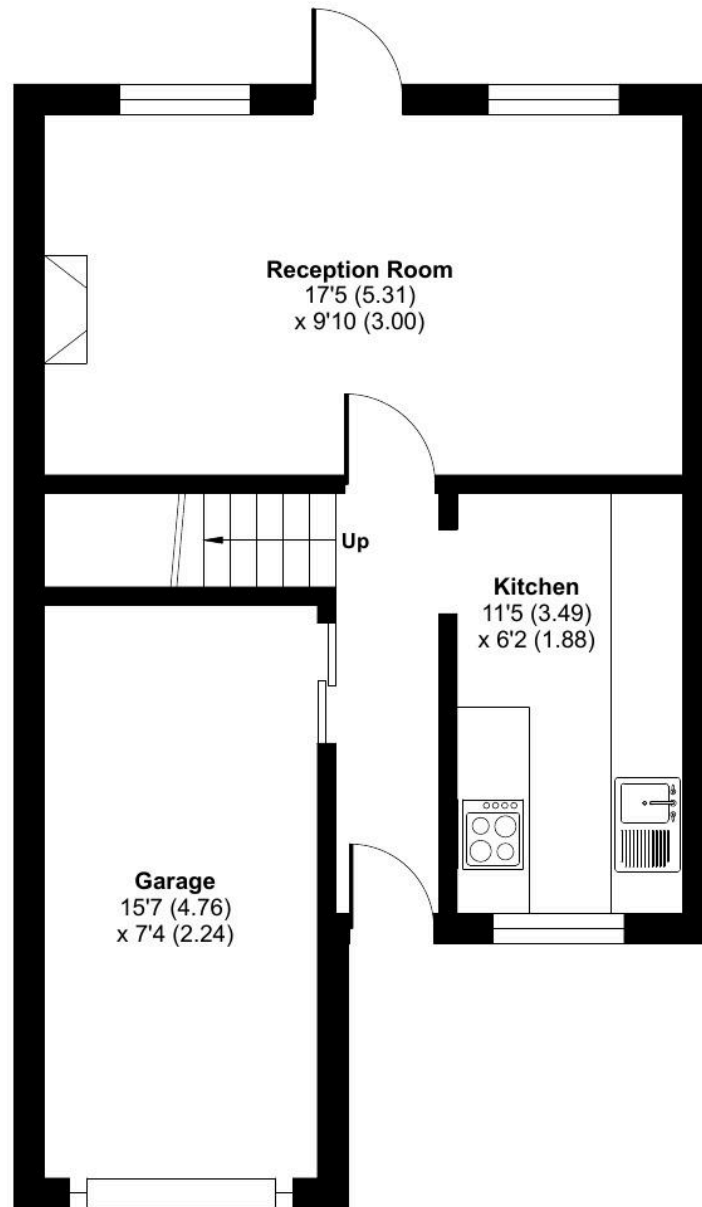 Reception Room
17'5 (5.31)
x 9'10 (3.00)
Up
Kitchen
11'5 (3.49)
x 6'2 (1.88)
Garage
15'7 (4.76)
x 7'4 (2.24)